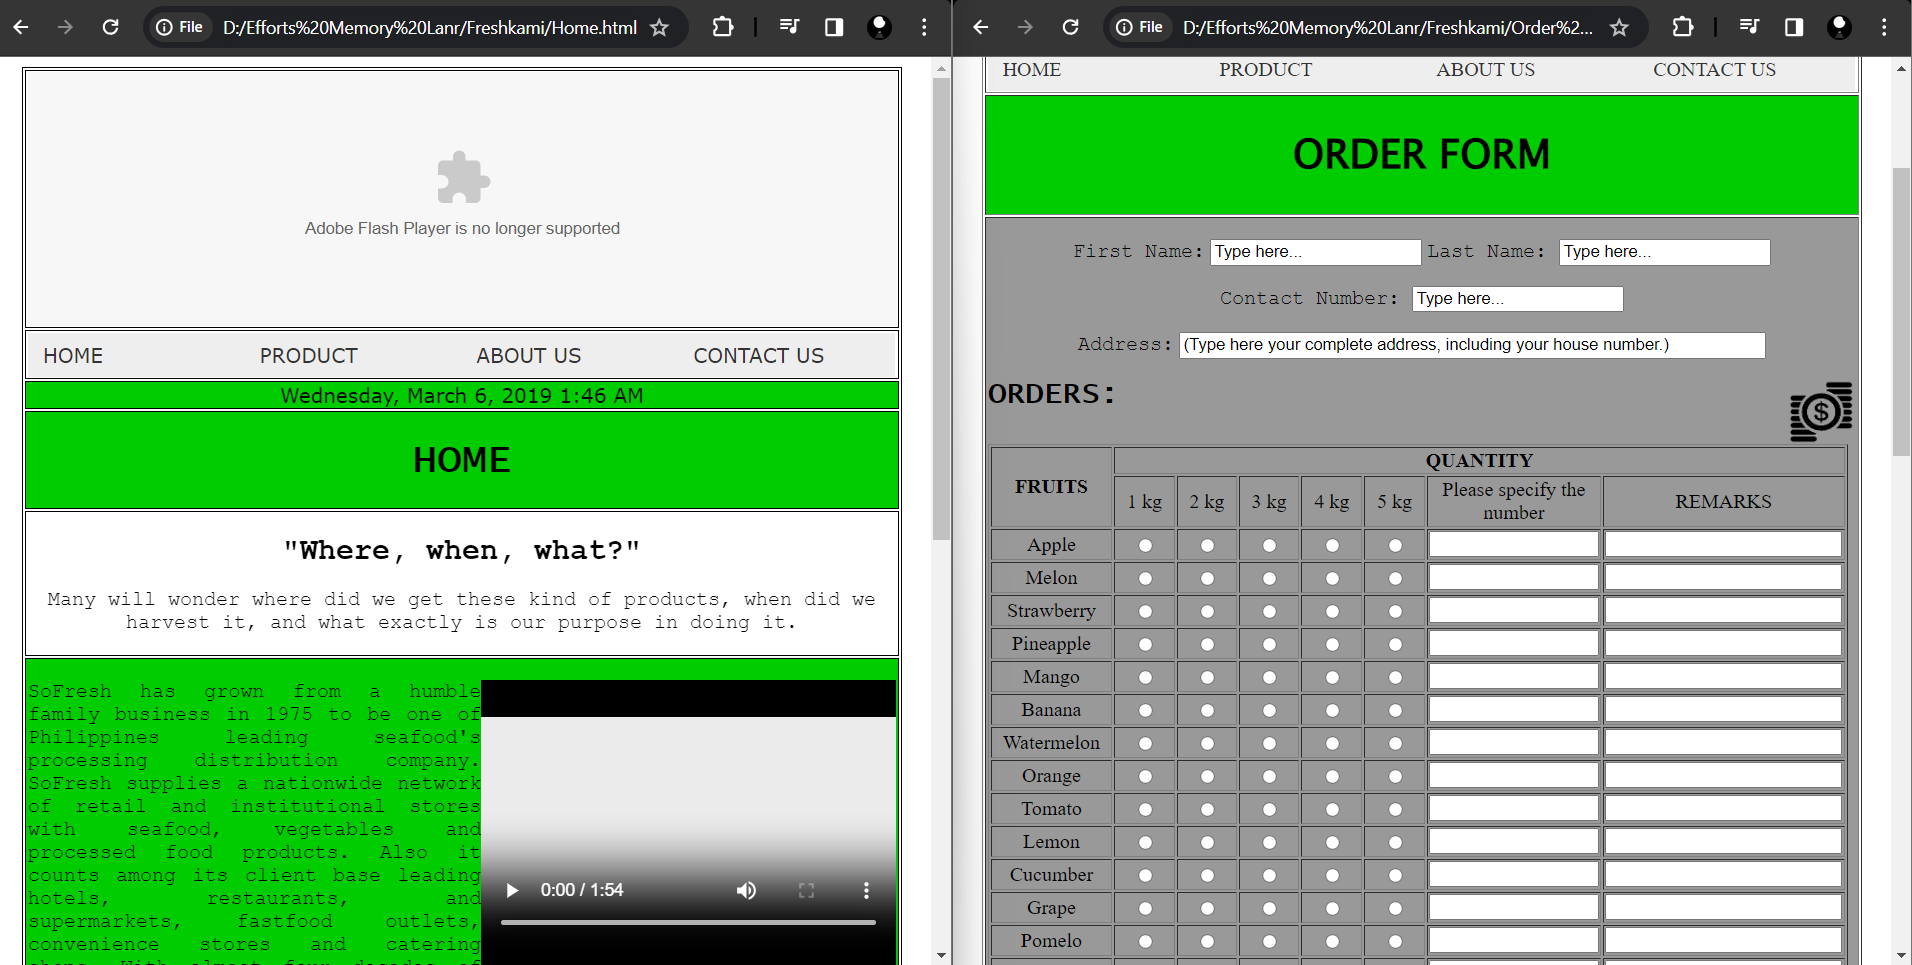 File D:/Efforts%20Memory%20Lanr/Freshkami/Home.html
Adobe Flash Player is no longer supported
HOME PRODUCT ABOUT US CONTACT US
Wednesday, March 6, 2019 1:46 AM
HOME
"Where, when, what?"
Many will wonder where did we get these kind of products, when did we
harvest it, and what exactly is our purpose in doing it.
SoFresh has grown from a humble
family business in 1975 to be one of
Philippines leading seafood's
processing distribution company.
SoFresh supplies a nationwide network
of retail and institutional stores
with seafood, vegetables and
processed food products. Also it
counts among its client base leading
hotels, restaurants, and
supermarkets, fastfood outlets,
convenience stores and catering
shops. With almost four decades of
0:00 / 1:54
File D:/Efforts%20Memory%20Lanr/Freshkami/Order%2...
HOME PRODUCT ABOUT US CONTACT US
ORDER FORM
First Name: Type here... Last Name: Type here...
Contact Number: Type here...
Address: (Type here your complete address, including your house number.)
ORDERS:
$
FRUITS QUANTITY
1 kg 2 kg 3 kg 4 kg 5 kg Please specify the number REMARKS
Apple
Melon
Strawberry
Pineapple
Mango
Banana
Watermelon
Orange
Tomato
Lemon
Cucumber
Grape
Pomelo